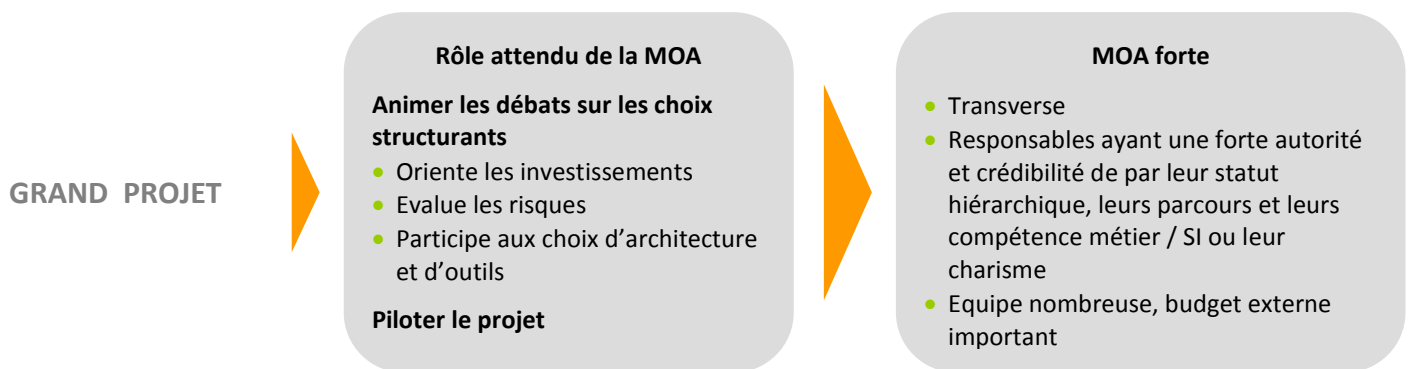 GRAND PROJET
Rôle attendu de la MOA
Animer les débats sur les choix
structurants
• Oriente les investissements
• Evalue les risques
• Participe aux choix d’architecture
et d’outils
Piloter le projet
MOA forte
• Transverse
• Responsables ayant une forte autorité
et crédibilité de par leur statut
hiérarchique, leurs parcours et leurs
compétence métier / SI ou leur
charisme
• Equipe nombreuse, budget externe
important